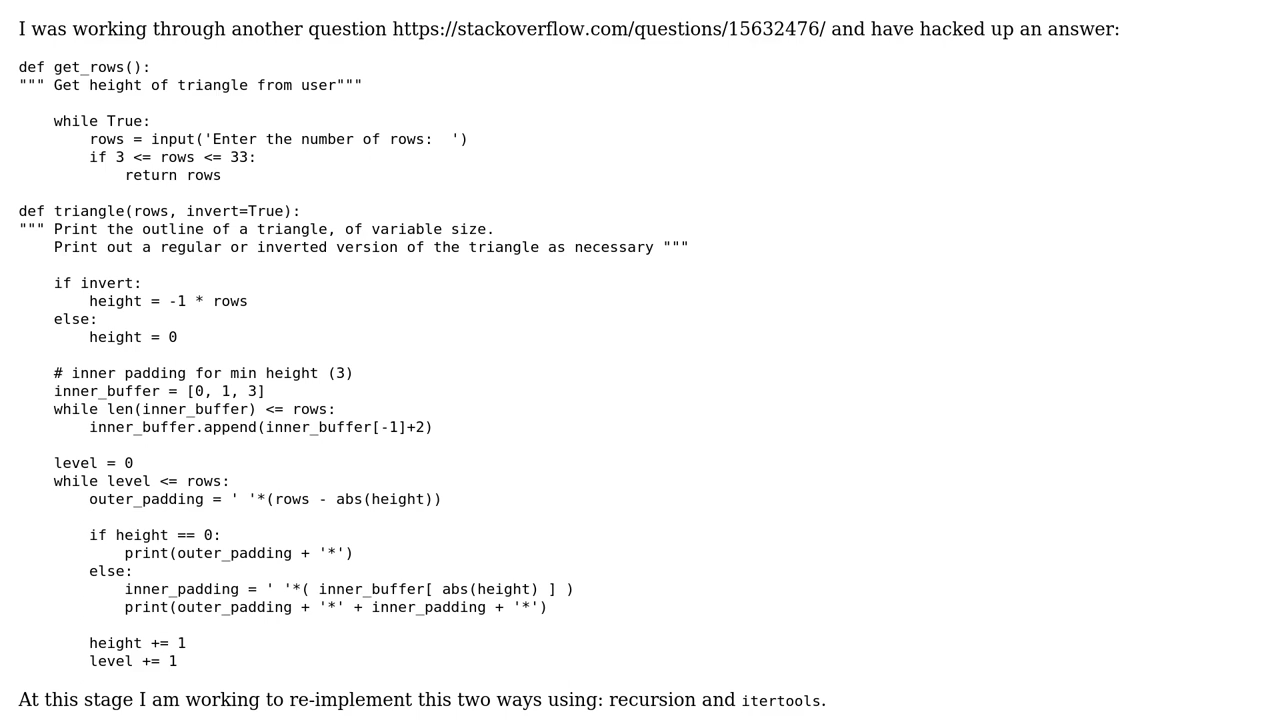 I was working through another question https://stackoverflow.com/questions/15632476/ and have hacked up an answer:
def get_rows():
""" Get height of triangle from user"""
    while True:
        rows = input('Enter the number of rows:  ')
        if 3 <= rows <= 33:
            return rows
def triangle(rows, invert=True):
""" Print the outline of a triangle, of variable size.
    Print out a regular or inverted version of the triangle as necessary """
    if invert:
        height = -1 * rows
    else:
        height = 0
    # inner padding for min height (3)
    inner_buffer = [0, 1, 3]
    while len(inner_buffer) <= rows:
        inner_buffer.append(inner_buffer[-1]+2)
    level = 0
    while level <= rows:
        outer_padding = ' '*(rows - abs(height))
        if height == 0:
            print(outer_padding + '*')
        else:
            inner_padding = ' '*( inner_buffer[ abs(height) ] )
            print(outer_padding + '*' + inner_padding + '*')
        height += 1
        level += 1
At this stage I am working to re-implement this two ways using: recursion and itertools.